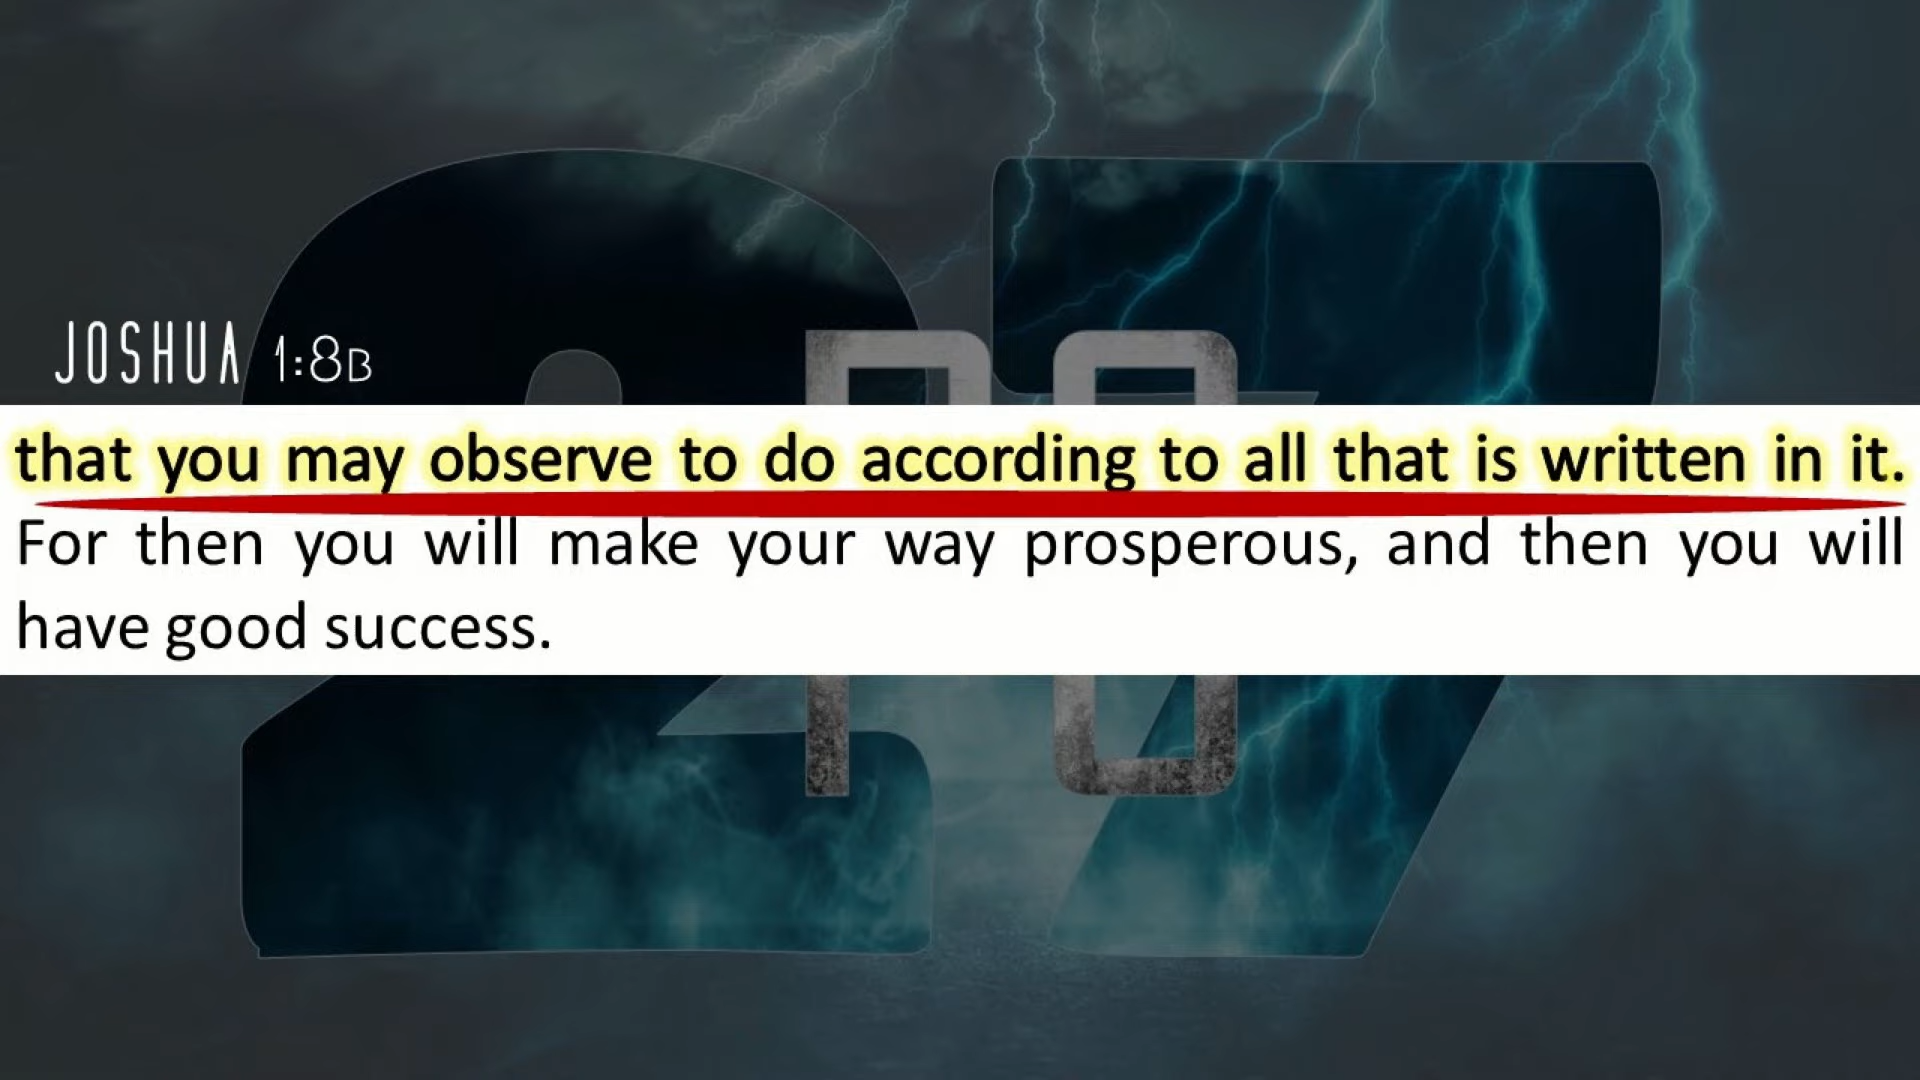 JOSHUA 1:8B
that you may observe to do according to all that is written in it.
For then you will make your way prosperous, and then you will
have good success.
27